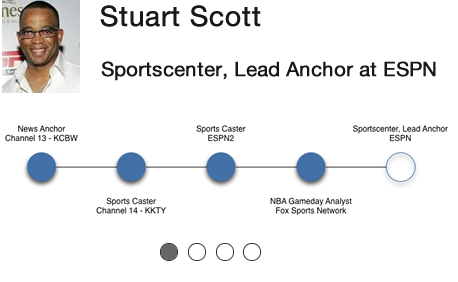 Stuart Scott
Sportscenter, Lead Anchor at ESPN
News Anchor
Channel 13 - KCBW
Sports Caster
ESPN2
Sportscenter, Lead Anchor
ESPN
Sports Caster
Channel 14 - KKTY
NBA Gameday Analyst
Fox Sports Network